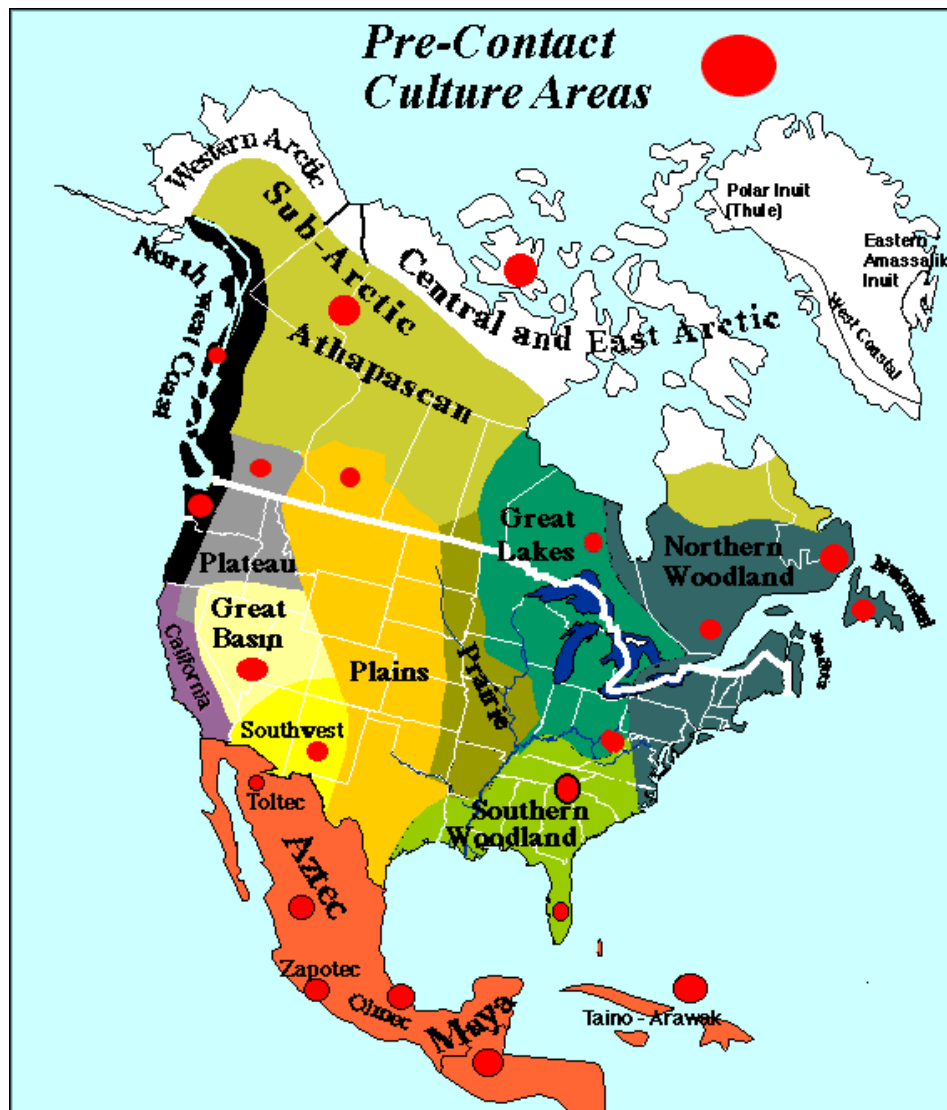 Pre-Contact
Culture Areas
Western Arctic
Polar Inuit
(Thule)
Sub-Arctic
Eastern
Amassalik
Inuit
North West Coast
Central and East Arctic
West Coastal
Athapascan
Great
Lakes
Northern
Woodland
Plateau
Great
Basin
California
Plains
Prairie
Southwest
Toltec
Southern
Woodland
Aztec
Zapotec
Olmec
Maya
Taino - Arawak